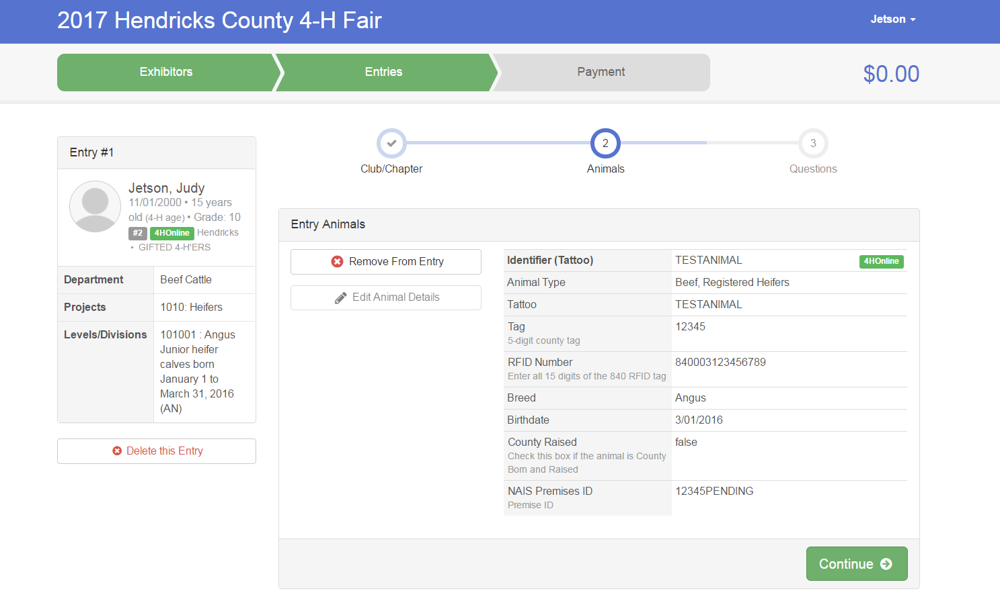 2017 Hendricks County 4-H Fair
Jetson
Exhibitors
Entries
Payment
$0.00
2
3
Club/Chapter
Animals
Questions
Entry #1
Jetson, Judy
11/01/2000 • 15 years
old (4-H age) • Grade: 10
#2 4HOnline Hendricks
• GIFTED 4-H'ERS
Department Beef Cattle
Projects 1010: Heifers
Levels/Divisions 101001 : Angus
Junior heifer
calves born
January 1 to
March 31, 2016
(AN)
Delete this Entry
Entry Animals
Remove From Entry
Edit Animal Details
Identifier (Tattoo) TESTANIMAL 4HOnline
Animal Type Beef, Registered Heifers
Tattoo TESTANIMAL
Tag 12345
5-digit county tag
RFID Number 840003123456789
Enter all 15 digits of the 840 RFID tag
Breed Angus
Birthdate 3/01/2016
County Raised false
Check this box if the animal is County
Born and Raised
NAIS Premises ID 12345PENDING
Premise ID
Continue